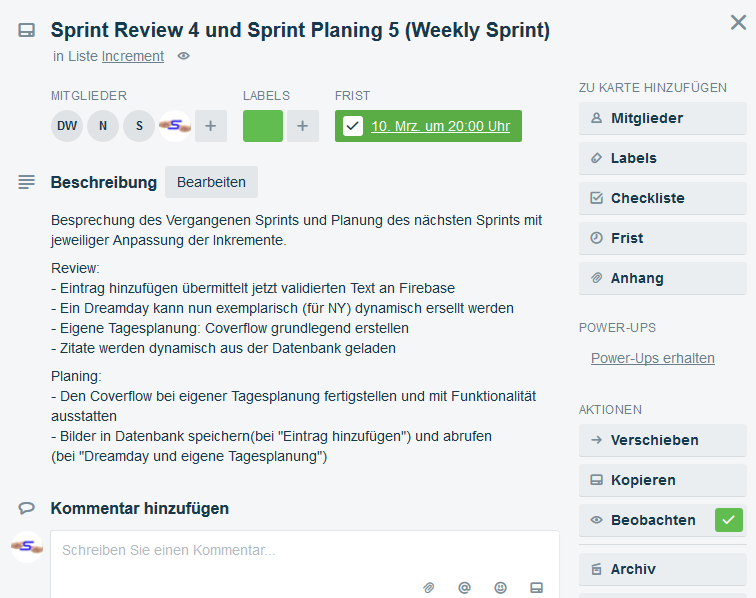 Sprint Review 4 und Sprint Planing 5 (Weekly Sprint)
in Liste Increment
MITGLIEDER
LABELS
FRIST
DW
N
S
S
+
+
10. Mrz. um 20:00 Uhr
Beschreibung
Bearbeiten
Besprechung des Vergangenen Sprints und Planung des nächsten Sprints mit
jeweiliger Anpassung der Inkremente.
Review:
- Eintrag hinzufügen übermittelt jetzt validierten Text an Firebase
- Ein Dreamday kann nun exemplarisch (für NY) dynamisch ersellt werden
- Eigene Tagesplanung: Coverflow grundlegend erstellen
- Zitate werden dynamisch aus der Datenbank geladen
Planing:
- Den Coverflow bei eigener Tagesplanung fertigstellen und mit Funktionalität
ausstatten
- Bilder in Datenbank speichern(bei "Eintrag hinzufügen") und abrufen
(bei "Dreamday und eigene Tagesplanung")
Kommentar hinzufügen
S
Schreiben Sie einen Kommentar...
ZU KARTE HINZUFÜGEN
Mitglieder
Labels
Checkliste
Frist
Anhang
POWER-UPS
Power-Ups erhalten
AKTIONEN
Verschieben
Kopieren
Beobachten
Archiv